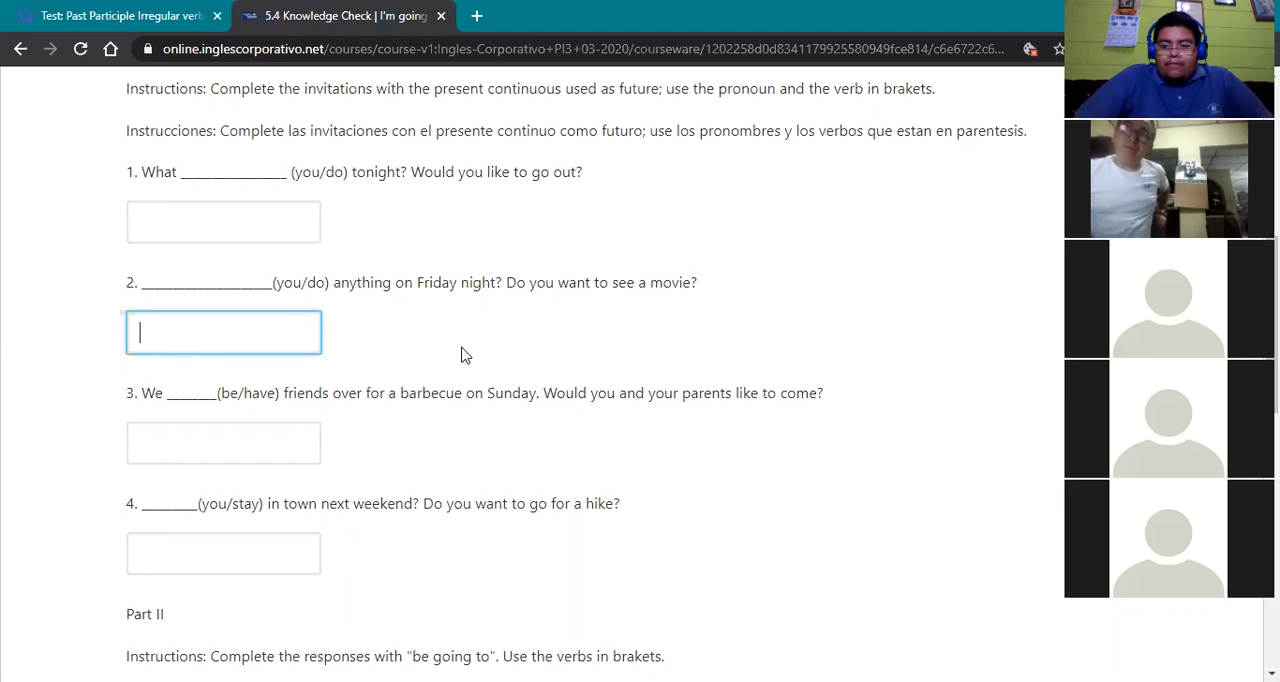 Test: Past Participle Irregular verb
5.4 Knowledge Check | I'm going
online.inglescorporativo.net/courses/course-v1:Ingles-Corporativo+PI3+03-2020/courseware/1202258d0d8341179925580949fce814/c6e6722c6...
Instructions: Complete the invitations with the present continuous used as future; use the pronoun and the verb in brakets.
Instrucciones: Complete las invitaciones con el presente continuo como futuro; use los pronombres y los verbos que estan en parentesis.
1. What ________________ (you/do) tonight? Would you like to go out?
2. ____________________(you/do) anything on Friday night? Do you want to see a movie?
3. We ________(be/have) friends over for a barbecue on Sunday. Would you and your parents like to come?
4. _________(you/stay) in town next weekend? Do you want to go for a hike?
Part II
Instructions: Complete the responses with "be going to". Use the verbs in brakets.